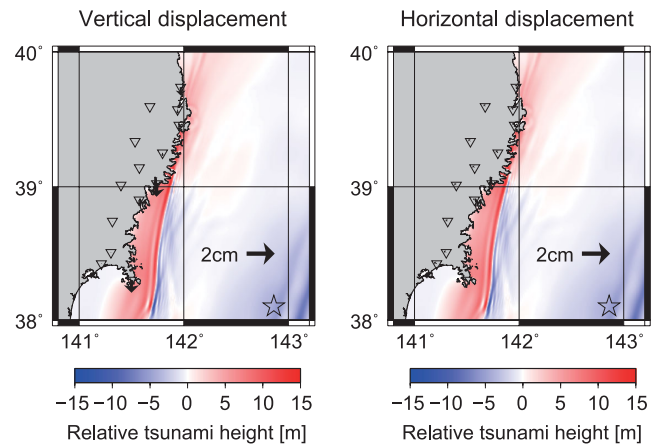 Vertical displacement
Horizontal displacement
40˚
39˚
38˚
2cm
141˚ 142˚ 143˚
40˚
39˚
38˚
2cm
141˚ 142˚ 143˚
−15 −10 −5 0 5 10 15
Relative tsunami height [m]
−15 −10 −5 0 5 10 15
Relative tsunami height [m]